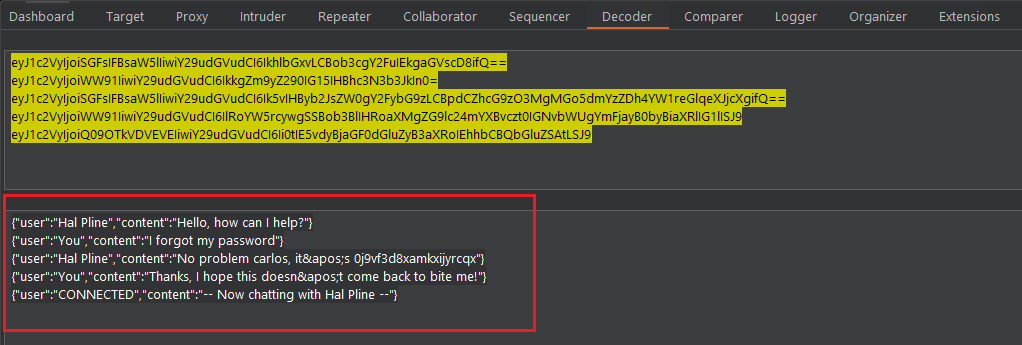 Dashboard Target Proxy Intruder Repeater Collaborator Sequencer Decoder Comparer Logger Organizer Extensions
eyJ1c2VyIjoiSGFsIFBsaW5lIiwiY29udGVudCI6IkhlbGxvLCBob3cgY2FuIEkgaGVscD8ifQ==
eyJ1c2VyIjoiWW91IiwiY29udGVudCI6IkkgZm9yZ290IG15IHBhc3N3b3JkIn0=
eyJ1c2VyIjoiSGFsIFBsaW5lIiwiY29udGVudCI6Ik5vIHByb2JsZW0gY2FybG9zLCBpdCZhcG9zO3MgMGo5dmYzZDh4YW1reGlqeXJjcXgifQ==
eyJ1c2VyIjoiWW91IiwiY29udGVudCI6IlRoYW5rcywgSSBob3BlIHRoaXMgZG9lc24mYXBvczt0IGNvbWUgYmFjayB0byBiaXRlIG1lISJ9
eyJ1c2VyIjoiQ09OTkVDVEVEIiwiY29udGVudCI6Ii0tIE5vdyBjaGF0dGluZyB3aXRoIEhhbCBQbGluZSAtLSJ9
{"user":"Hal Pline","content":"Hello, how can I help?"}
{"user":"You","content":"I forgot my password"}
{"user":"Hal Pline","content":"No problem carlos, it&apos;s 0j9vf3d8xamkxijyrcqx"}
{"user":"You","content":"Thanks, I hope this doesn&apos;t come back to bite me!"}
{"user":"CONNECTED","content":"-- Now chatting with Hal Pline --"}